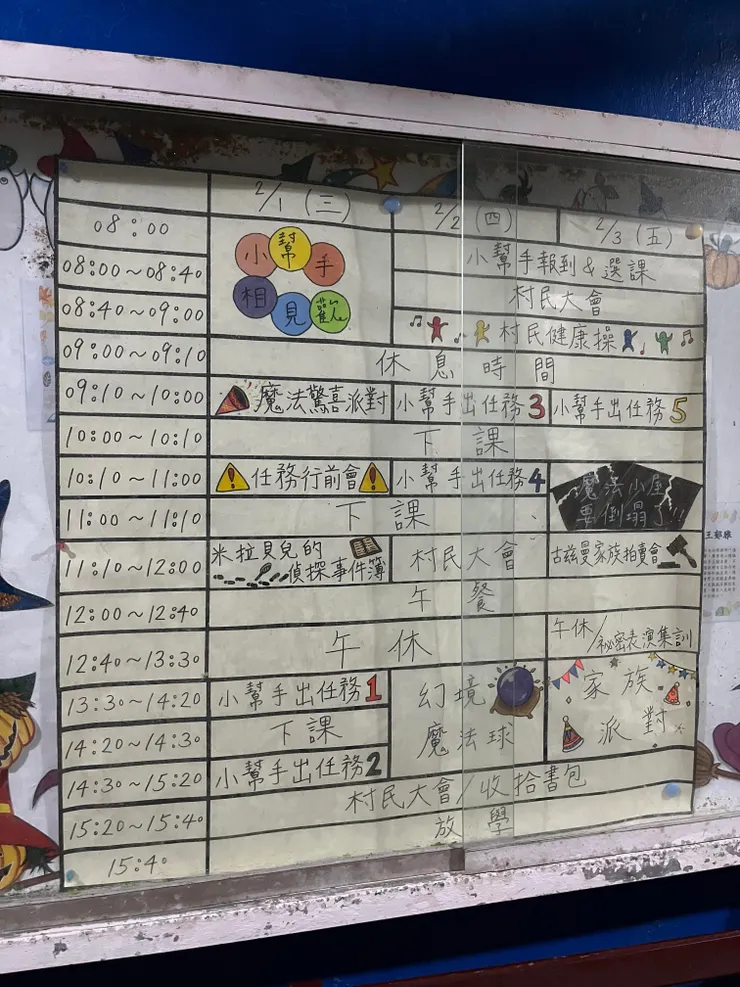 2/1 (三)
2/2 (四)
2/3 (五)
08:00
小幫手相見歡
小幫手報到 & 選課
08:00~08:40
村民大會
08:40~09:00
村民健康操
09:00~09:10
休息時間
09:10~10:00
魔法驚喜派對
小幫手出任務3
小幫手出任務5
10:00~10:10
下課
10:10~11:00
任務行前會
小幫手出任務4
魔法小屋
要倒塌了!!!
11:00~11:10
下課
11:10~12:00
米拉貝兒的
偵探事件簿
村民大會
古茲曼家族拍賣會
12:00~12:40
午餐
12:40~13:30
午休
午休/祕密表演集訓
13:30~14:20
小幫手出任務1
幻境
魔法球
家族
派對
14:20~14:30
下課
14:30~15:20
小幫手出任務2
15:20~15:40
村民大會/收拾書包
15:40
放學